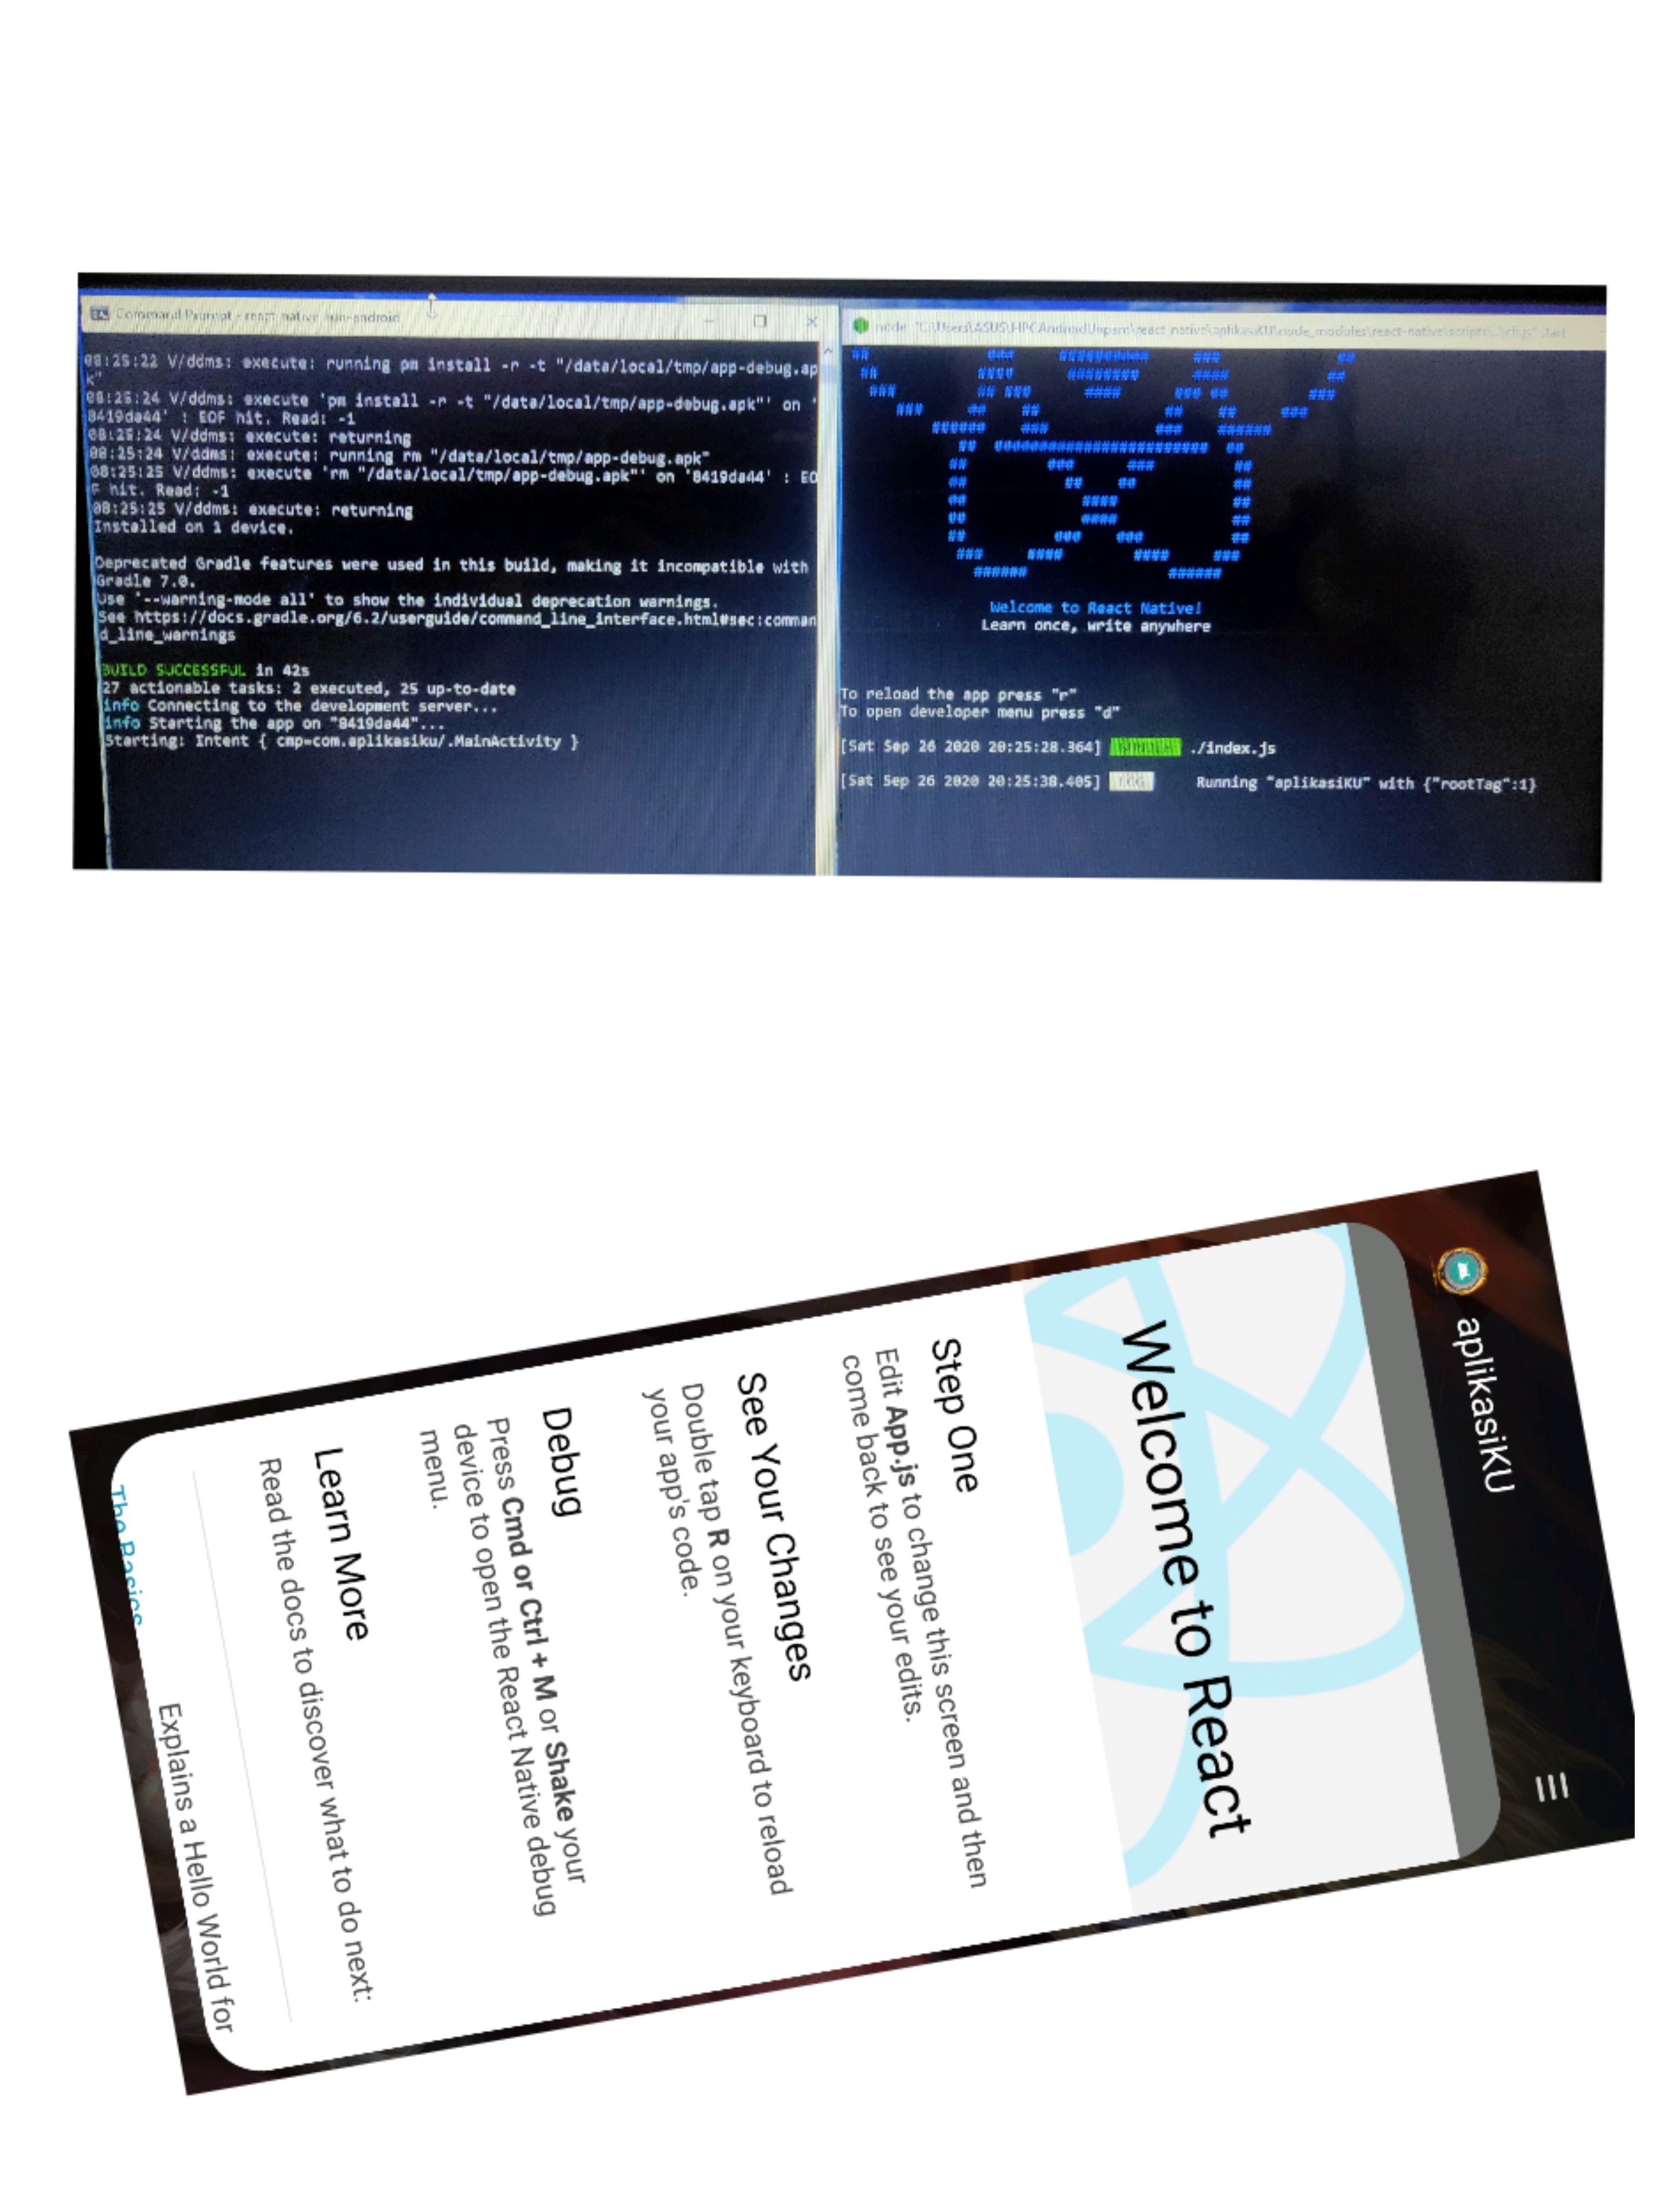 Command Prompt - react-native run-android
08:25:22 V/ddms: execute: running pm install -r -t "/data/local/tmp/app-debug.ap
k"
08:25:24 V/ddms: execute 'pm install -r -t "/data/local/tmp/app-debug.apk"' on '
8419da44' : EOF hit. Read: -1
08:25:24 V/ddms: execute: returning
08:25:24 V/ddms: execute: running rm "/data/local/tmp/app-debug.apk"
08:25:25 V/ddms: execute 'rm "/data/local/tmp/app-debug.apk"' on '8419da44' : EO
F hit. Read: -1
08:25:25 V/ddms: execute: returning
Installed on 1 device.
Deprecated Gradle features were used in this build, making it incompatible with
Gradle 7.0.
Use '--warning-mode all' to show the individual deprecation warnings.
See https://docs.gradle.org/6.2/userguide/command_line_interface.html#sec:comman
d_line_warnings
BUILD SUCCESSFUL in 42s
27 actionable tasks: 2 executed, 25 up-to-date
info Connecting to the development server...
info Starting the app on "8419da44"...
Starting: Intent { cmp=com.aplikasiku/.MainActivity }
node "C:\Users\ASUS\HPCAndroidUnpam\react_native\aplikasiKU\node_modules\react-native\scripts\..\cli.js" start
Welcome to React Native!
Learn once, write anywhere
To reload the app press "r"
To open developer menu press "d"
[Sat Sep 26 2020 20:25:28.364] ./index.js
[Sat Sep 26 2020 20:25:38.405] LOG Running "aplikasiKU" with {"rootTag":1}
aplikasiKU
Welcome to React
Step One
Edit App.js to change this screen and then
come back to see your edits.
See Your Changes
Double tap R on your keyboard to reload
your app's code.
Debug
Press Cmd or Ctrl + M or Shake your
device to open the React Native debug
menu.
Learn More
Read the docs to discover what to do next:
The Basics
Explains a Hello World for